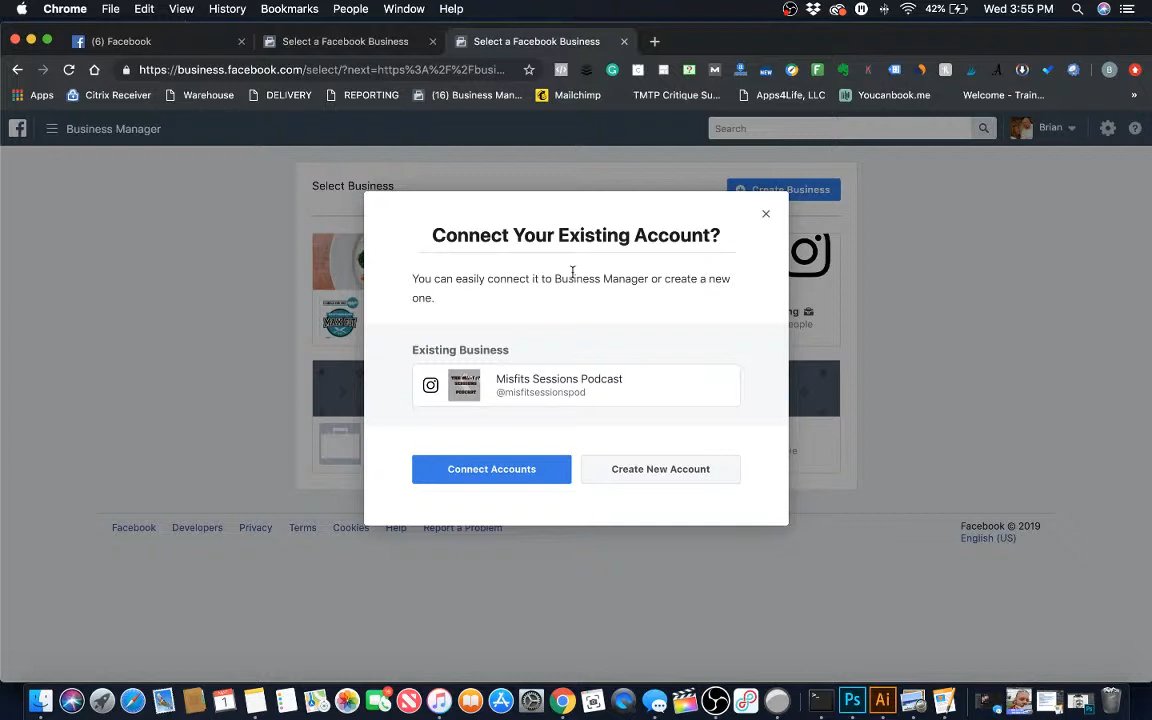 Chrome File Edit View History Bookmarks People Window Help 42% Wed 3:55 PM
(6) Facebook Select a Facebook Business Select a Facebook Business
https://business.facebook.com/select/?next=https%3A%2F%2Fbusi...
Apps Citrix Receiver Warehouse DELIVERY REPORTING (16) Business Man... Mailchimp TMTP Critique Su... Apps4Life, LLC Youcanbook.me Welcome - Train... »
Business Manager Search Brian
Select Business Create Business
Connect Your Existing Account?
You can easily connect it to Business Manager or create a new
one.
Existing Business
Misfits Sessions Podcast
@misfitsessionspod
Connect Accounts Create New Account
Facebook Developers Privacy Terms Cookies Help Report a Problem Facebook © 2019
English (US)